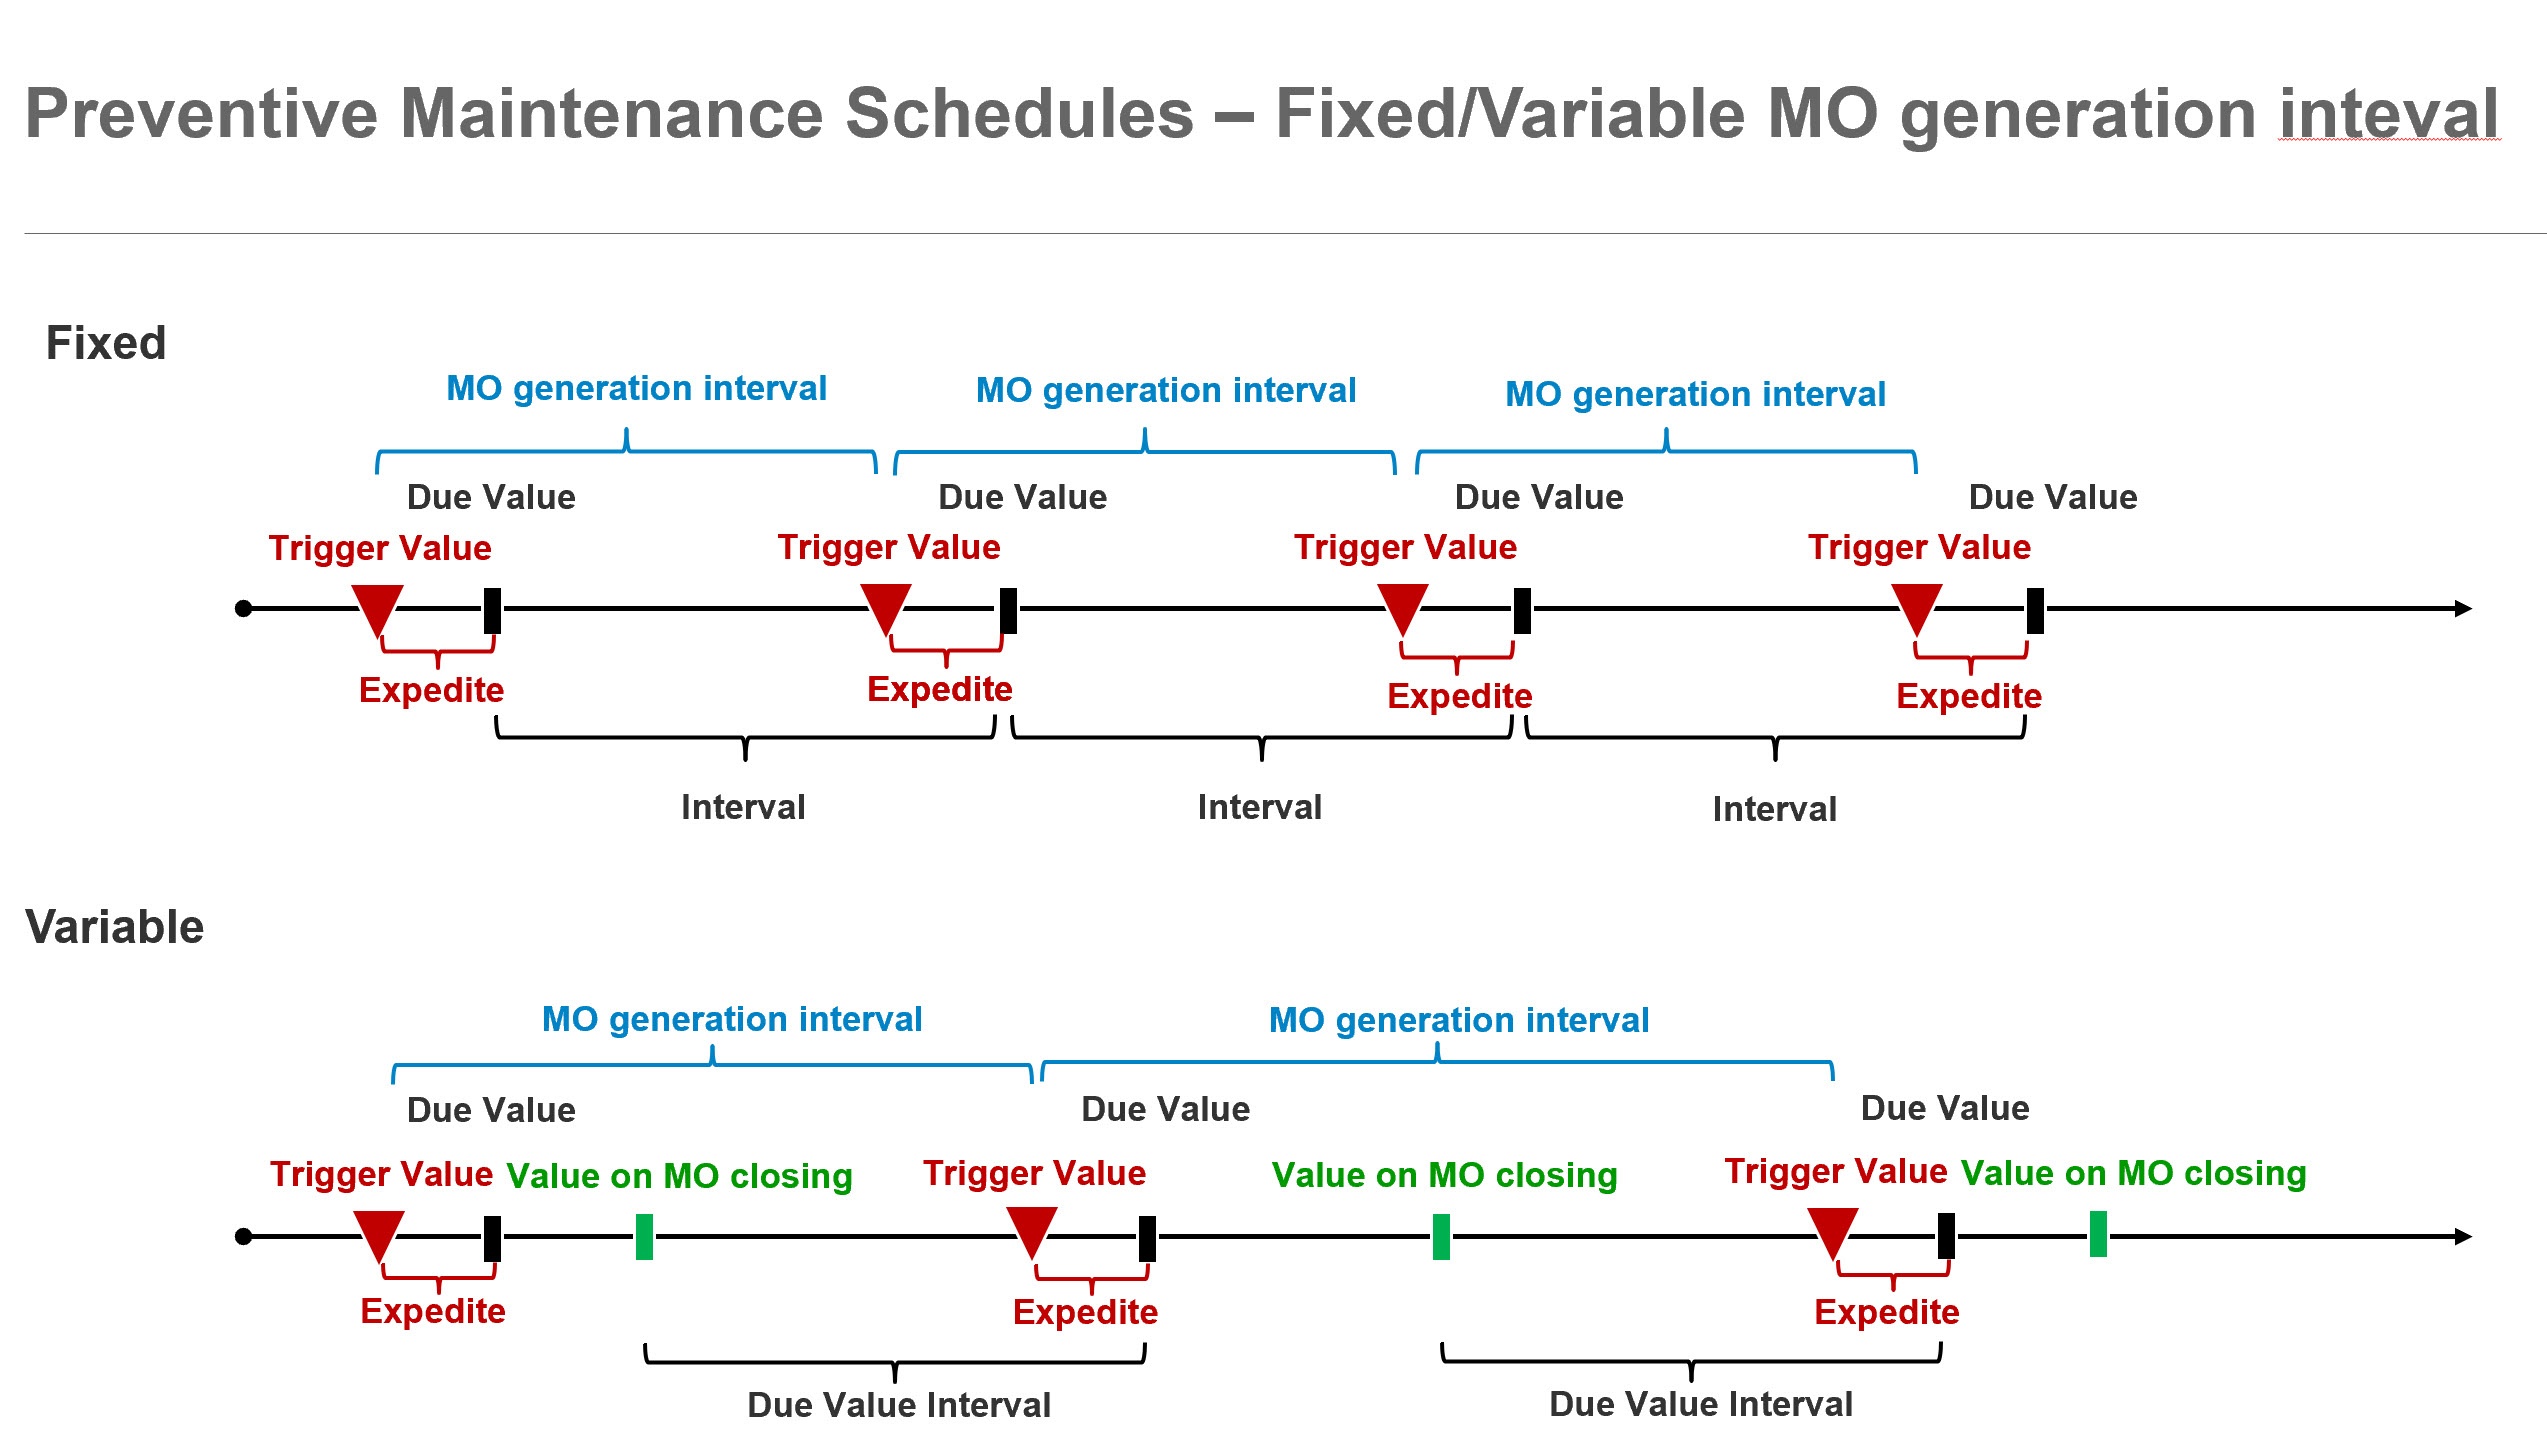 Preventive Maintenance Schedules – Fixed/Variable MO generation inteval
Fixed
MO generation interval MO generation interval MO generation interval
Due Value Due Value Due Value Due Value
Trigger Value Trigger Value Trigger Value Trigger Value
Expedite Expedite Expedite Expedite
Interval Interval Interval
Variable
MO generation interval MO generation interval
Due Value Due Value Due Value
Trigger Value Value on MO closing Trigger Value Value on MO closing Trigger Value Value on MO closing
Expedite Expedite Expedite
Due Value Interval Due Value Interval